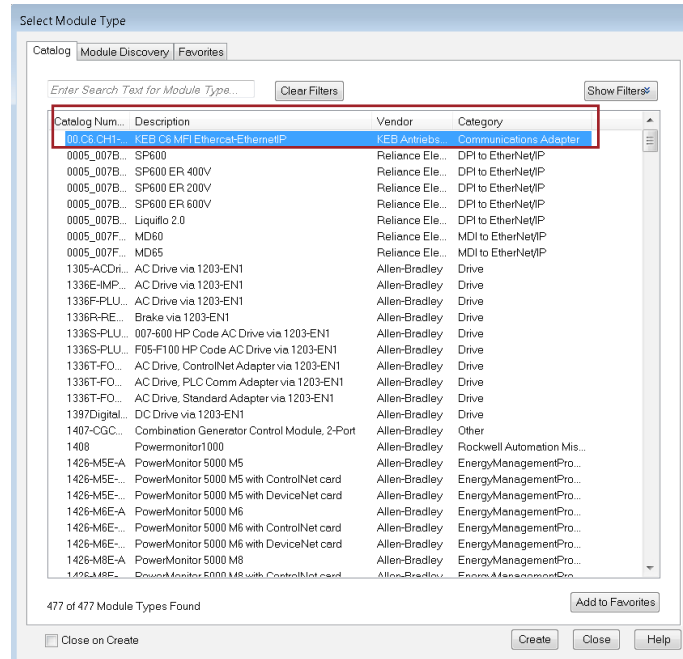 Select Module Type
Catalog Module Discovery Favorites
Enter Search Text for Module Type... Clear Filters Show Filters
Catalog Num... Description Vendor Category
00.C6.CH1-... KEB C6 MFI Ethercat-EthernetIP KEB Antriebs... Communications Adapter
0005_007B... SP600 Reliance Ele... DPI to EtherNet/IP
0005_007B... SP600 ER 400V Reliance Ele... DPI to EtherNet/IP
0005_007B... SP600 ER 200V Reliance Ele... DPI to EtherNet/IP
0005_007B... SP600 ER 600V Reliance Ele... DPI to EtherNet/IP
0005_007B... Liquiflo 2.0 Reliance Ele... DPI to EtherNet/IP
0005_007F... MD60 Reliance Ele... MDI to EtherNet/IP
0005_007F... MD65 Reliance Ele... MDI to EtherNet/IP
1305-ACDri... AC Drive via 1203-EN1 Allen-Bradley Drive
1336E-IMP... AC Drive via 1203-EN1 Allen-Bradley Drive
1336F-PLU... AC Drive via 1203-EN1 Allen-Bradley Drive
1336R-RE... Brake via 1203-EN1 Allen-Bradley Drive
1336S-PLU... 007-600 HP Code AC Drive via 1203-EN1 Allen-Bradley Drive
1336S-PLU... F05-F100 HP Code AC Drive via 1203-EN1 Allen-Bradley Drive
1336T-FO... AC Drive, ControlNet Adapter via 1203-EN1 Allen-Bradley Drive
1336T-FO... AC Drive, PLC Comm Adapter via 1203-EN1 Allen-Bradley Drive
1336T-FO... AC Drive, Standard Adapter via 1203-EN1 Allen-Bradley Drive
1397Digital... DC Drive via 1203-EN1 Allen-Bradley Drive
1407-CGC... Combination Generator Control Module, 2-Port Allen-Bradley Other
1408 Powermonitor1000 Allen-Bradley Rockwell Automation Mis...
1426-M5E-A PowerMonitor 5000 M5 Allen-Bradley EnergyManagementPro...
1426-M5E-... PowerMonitor 5000 M5 with ControlNet card Allen-Bradley EnergyManagementPro...
1426-M5E-... PowerMonitor 5000 M5 with DeviceNet card Allen-Bradley EnergyManagementPro...
1426-M6E-A PowerMonitor 5000 M6 Allen-Bradley EnergyManagementPro...
1426-M6E-... PowerMonitor 5000 M6 with ControlNet card Allen-Bradley EnergyManagementPro...
1426-M6E-... PowerMonitor 5000 M6 with DeviceNet card Allen-Bradley EnergyManagementPro...
1426-M8E-A PowerMonitor 5000 M8 Allen-Bradley EnergyManagementPro...
1426-M8E-... PowerMonitor 5000 M8 with ControlNet card Allen-Bradley EnergyManagementPro...
477 of 477 Module Types Found Add to Favorites
Close on Create Create Close Help